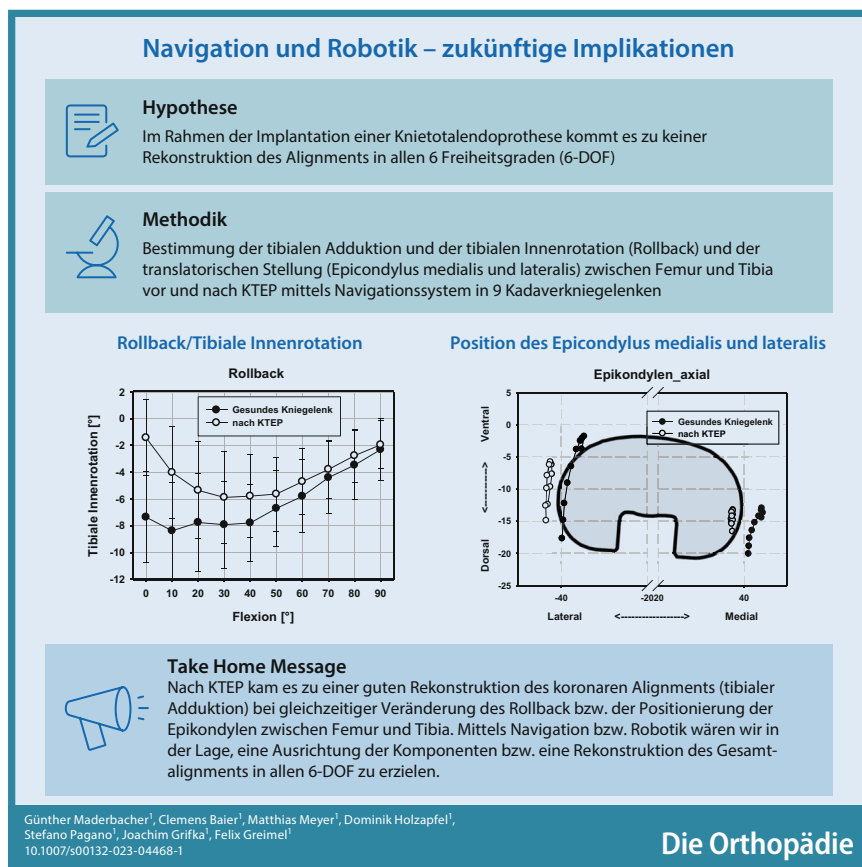 Navigation und Robotik – zukünftige Implikationen
Hypothese
Im Rahmen der Implantation einer Knietotalendoprothese kommt es zu keiner
Rekonstruktion des Alignments in allen 6 Freiheitsgraden (6-DOF)
Methodik
Bestimmung der tibialen Adduktion und der tibialen Innenrotation (Rollback) und der
translatorischen Stellung (Epicondylus medialis und lateralis) zwischen Femur und Tibia
vor und nach KTEP mittels Navigationssystem in 9 Kadaverkniegelenken
Rollback/Tibiale Innenrotation
Rollback
Gesundes Kniegelenk
nach KTEP
Tibiale Innenrotation [°]
2
0
-2
-4
-6
-8
-10
-12
0 10 20 30 40 50 60 70 80 90
Flexion [°]
Position des Epicondylus medialis und lateralis
Epikondylen_axial
Gesundes Kniegelenk
nach KTEP
Dorsal <----------> Ventral
5
0
-5
-10
-15
-20
-25
-40 -2020 40
Lateral <-----------------> Medial
Take Home Message
Nach KTEP kam es zu einer guten Rekonstruktion des koronaren Alignments (tibialer
Adduktion) bei gleichzeitiger Veränderung des Rollback bzw. der Positionierung der
Epikondylen zwischen Femur und Tibia. Mittels Navigation bzw. Robotik wären wir in
der Lage, eine Ausrichtung der Komponenten bzw. eine Rekonstruktion des Gesamt-
alignments in allen 6-DOF zu erzielen.
Günther Maderbacher¹, Clemens Baier¹, Matthias Meyer¹, Dominik Holzapfel¹,
Stefano Pagano¹, Joachim Grifka¹, Felix Greimel¹
10.1007/s00132-023-04468-1
Die Orthopädie